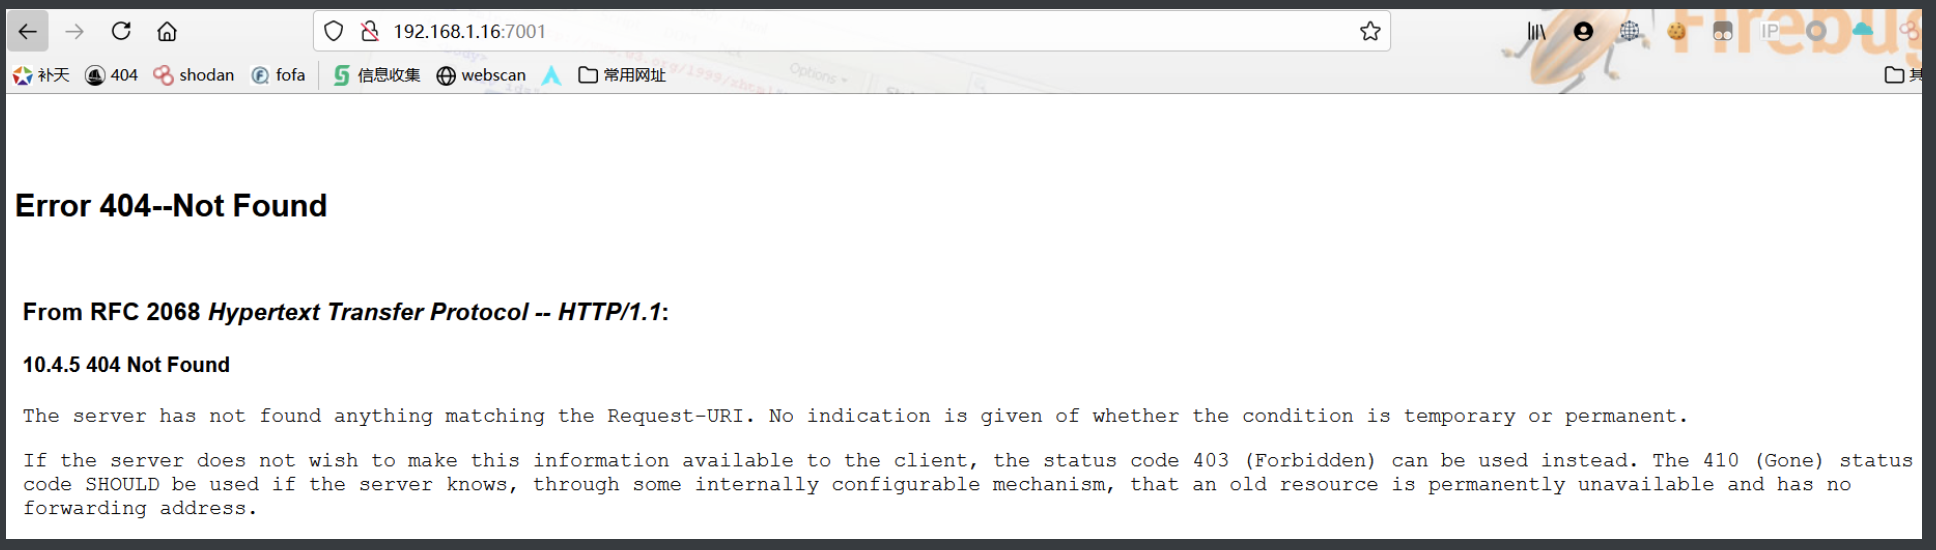 192.168.1.16:7001
补天 404 shodan fofa 信息收集 webscan 常用网址
Error 404--Not Found
From RFC 2068 Hypertext Transfer Protocol -- HTTP/1.1:
10.4.5 404 Not Found
The server has not found anything matching the Request-URI. No indication is given of whether the condition is temporary or permanent.
If the server does not wish to make this information available to the client, the status code 403 (Forbidden) can be used instead. The 410 (Gone) status
code SHOULD be used if the server knows, through some internally configurable mechanism, that an old resource is permanently unavailable and has no
forwarding address.